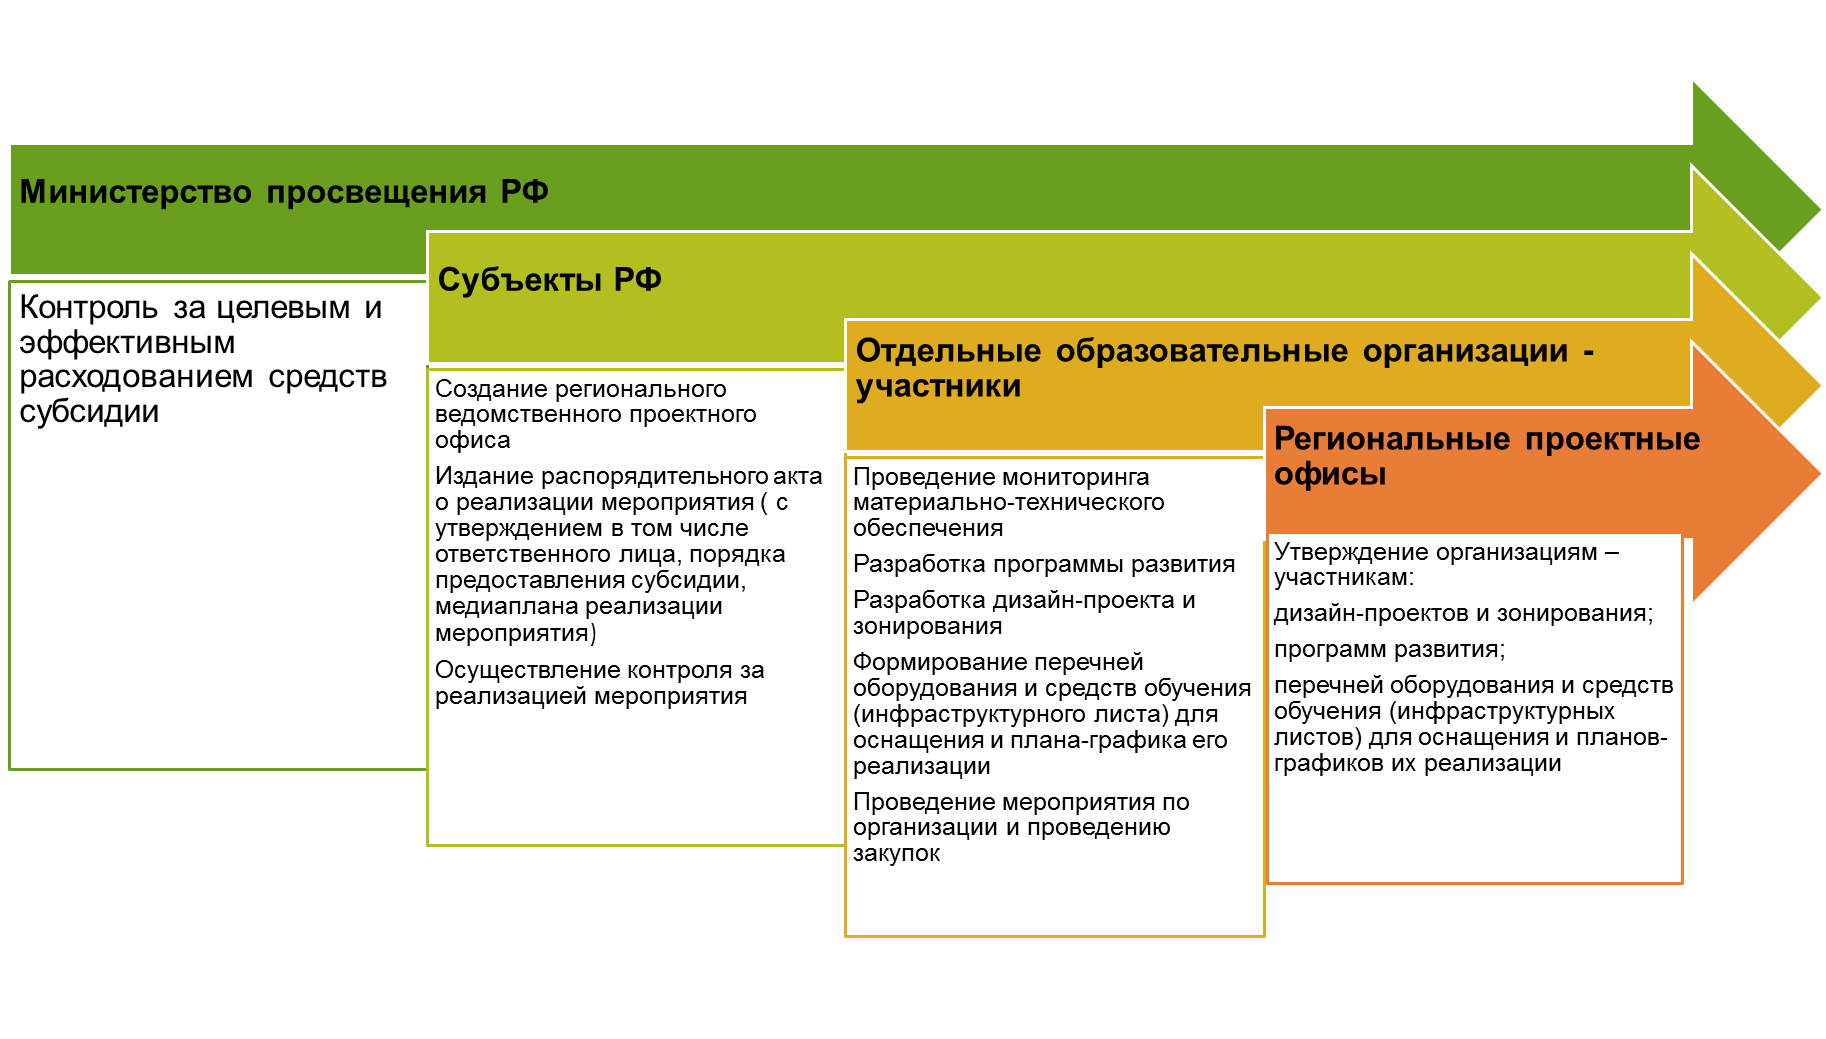 Министерство просвещения РФ
Контроль за целевым и
эффективным
расходованием средств
субсидии
Субъекты РФ
Создание регионального
ведомственного проектного
офиса
Издание распорядительного акта
о реализации мероприятия ( с
утверждением в том числе
ответственного лица, порядка
предоставления субсидии,
медиаплана реализации
мероприятия)
Осуществление контроля за
реализацией мероприятия
Отдельные образовательные организации -
участники
Проведение мониторинга
материально-технического
обеспечения
Разработка программы развития
Разработка дизайн-проекта и
зонирования
Формирование перечней
оборудования и средств обучения
(инфраструктурного листа) для
оснащения и плана-графика его
реализации
Проведение мероприятия по
организации и проведению
закупок
Региональные проектные
офисы
Утверждение организациям –
участникам:
дизайн-проектов и зонирования;
программ развития;
перечней оборудования и средств
обучения (инфраструктурных
листов) для оснащения и планов-
графиков их реализации